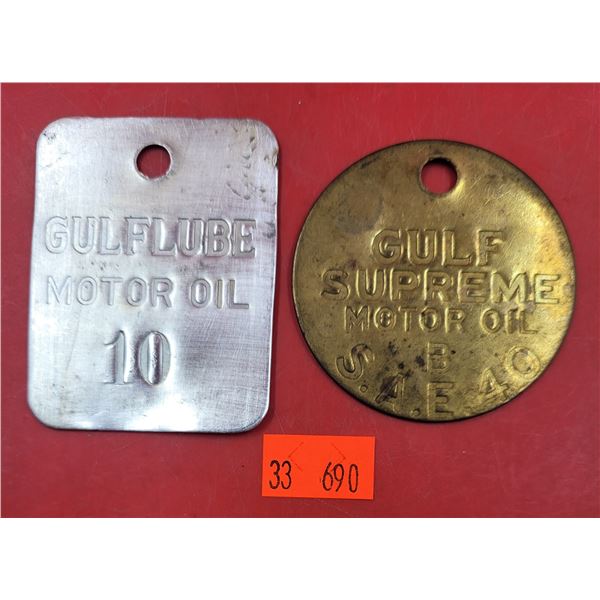 GULFLUBE
MOTOR OIL
10
GULF
SUPREME
MOTOR OIL
B
S.A.E 40
33 690